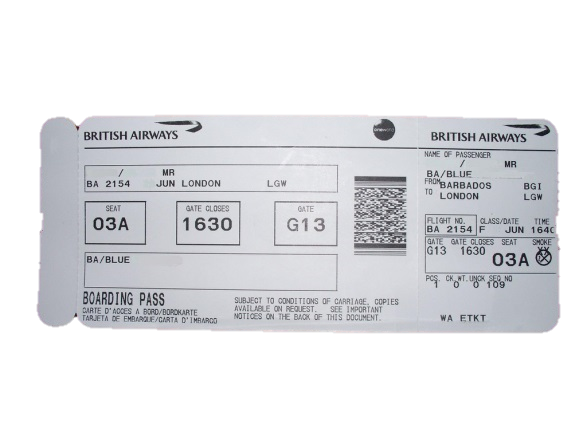 BRITISH AIRWAYS
/ MR
BA 2154 JUN LONDON LGW
SEAT GATE CLOSES GATE
03A 1630 G13
BA/BLUE
BOARDING PASS
CARTE D'ACCES A BORD/BORDKARTE
TARJETA DE EMBARQUE/CARTA D'IMBARCO
SUBJECT TO CONDITIONS OF CARRIAGE, COPIES
AVAILABLE ON REQUEST. SEE IMPORTANT
NOTICES ON THE BACK OF THIS DOCUMENT.
BRITISH AIRWAYS
NAME OF PASSENGER
/ MR
BA/BLUE
FROM BARBADOS BGI
TO LONDON LGW
FLIGHT NO. CLASS/DATE TIME
BA 2154 F JUN 1640
GATE GATE CLOSES SEAT SMOKE
G13 1630 03A
PCS. CK.WT.UNCK SEQ NO
1 0 0 109
WA ETKT